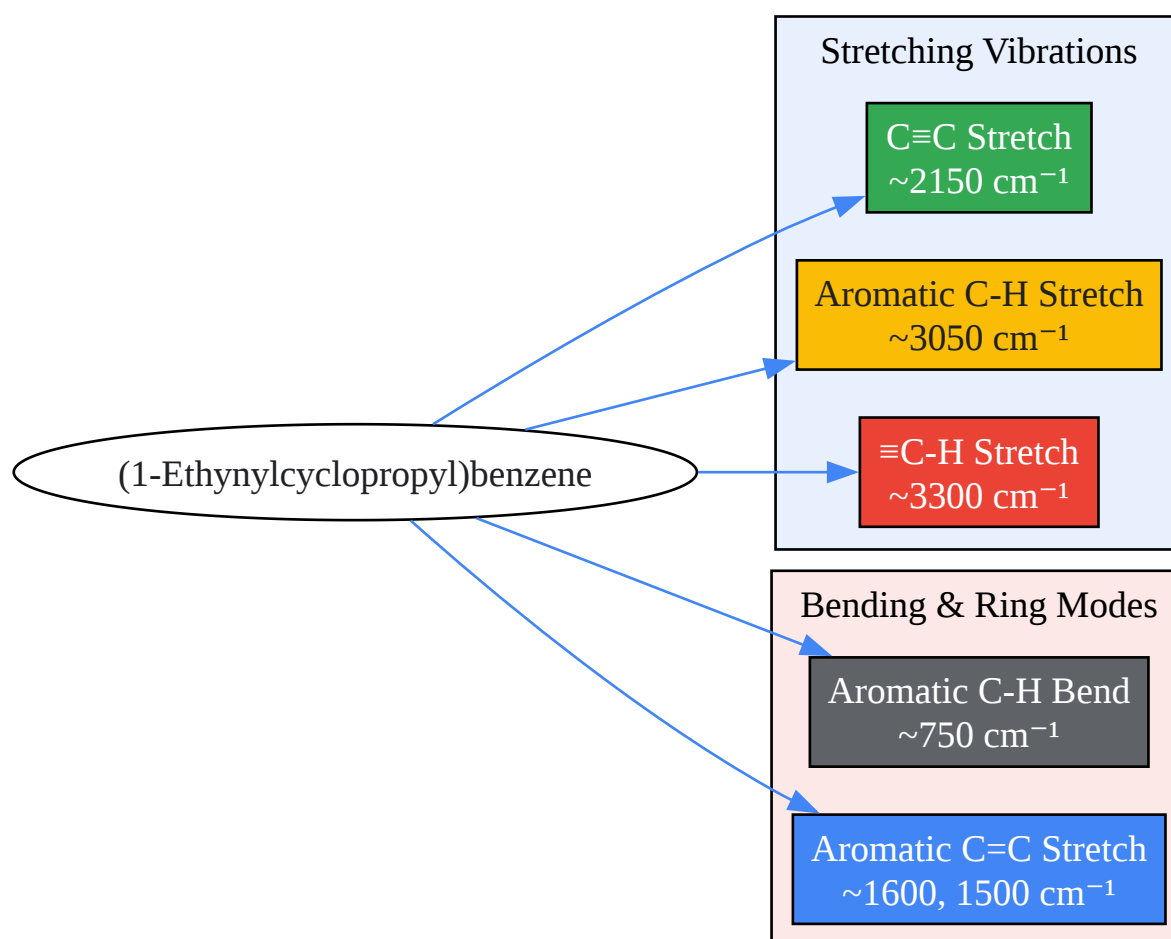 Stretching Vibrations
C≡C Stretch
~2150 cm⁻¹
Aromatic C-H Stretch
~3050 cm⁻¹
≡C-H Stretch
~3300 cm⁻¹
(1-Ethynylcyclopropyl)benzene
Bending & Ring Modes
Aromatic C-H Bend
~750 cm⁻¹
Aromatic C=C Stretch
~1600, 1500 cm⁻¹